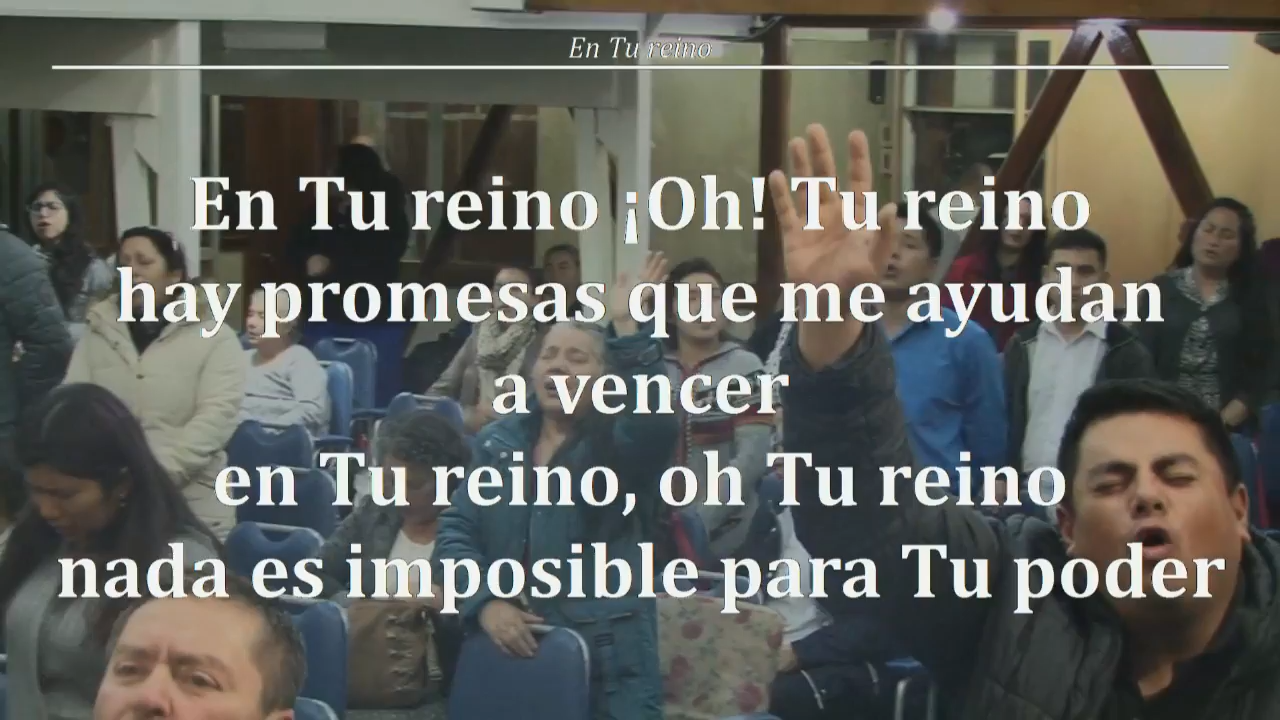 En Tu reino
En Tu reino ¡Oh! Tu reino
hay promesas que me ayudan
a vencer
en Tu reino, oh Tu reino
nada es imposible para Tu poder